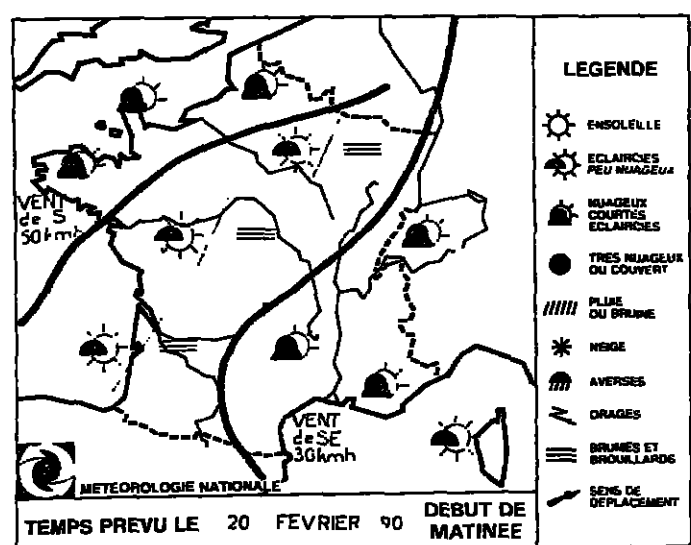 VENT
de S
50 kmh
VENT
de SE
30kmh
METEOROLOGIE NATIONALE
TEMPS PREVU LE 20 FEVRIER 90 DEBUT DE
MATINEE
LEGENDE
ENSOLEILLE
ECLAIRCIES
PEU NUAGEUX
NUAGEUX
COURTES
ECLAIRCIES
TRES NUAGEUX
OU COUVERT
PLUIE
OU BRUINE
NEIGE
AVERSES
ORAGES
BRUMES ET
BROUILLARDS
SENS DE
DEPLACEMENT